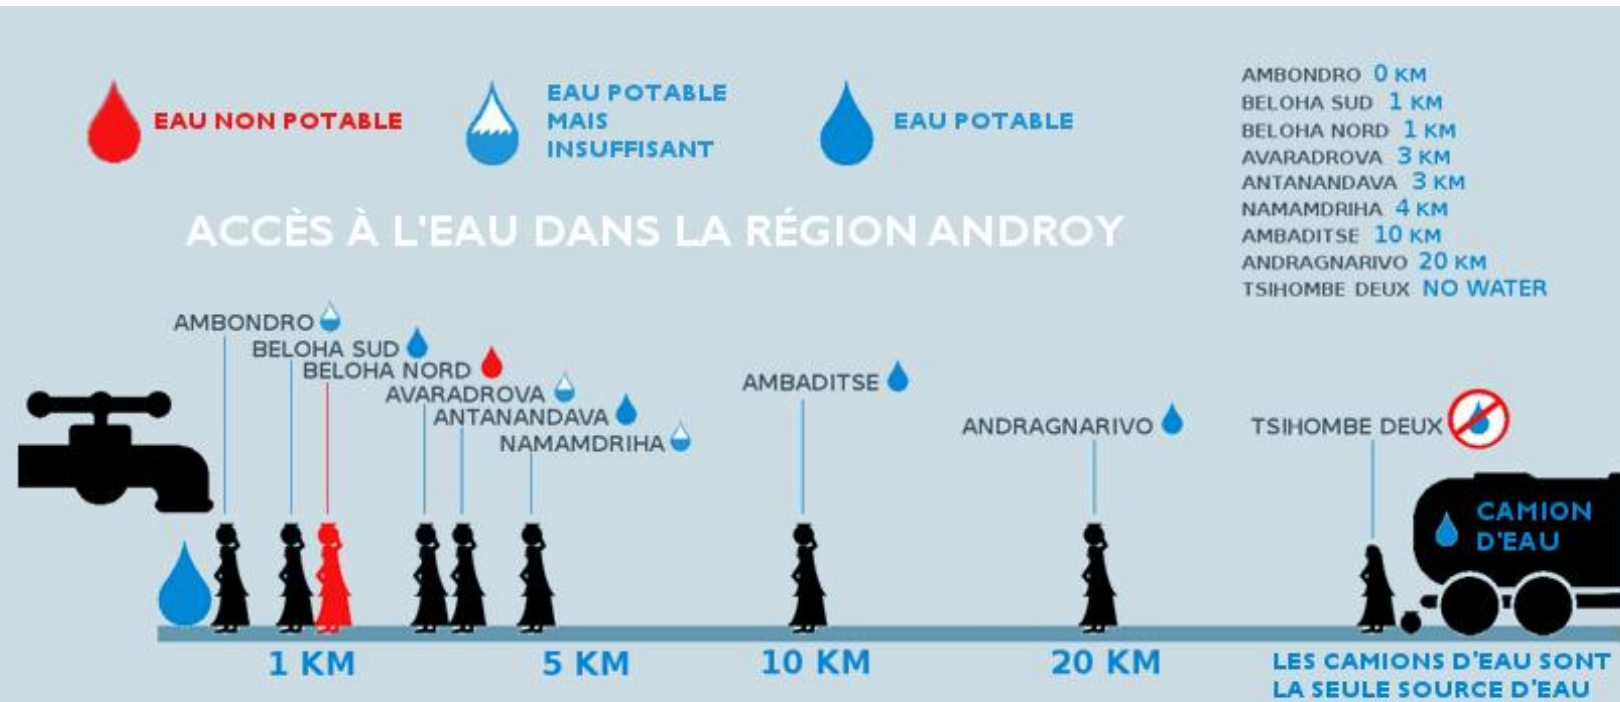 EAU NON POTABLE
EAU POTABLE
MAIS
INSUFFISANT
EAU POTABLE
AMBONDRO 0 KM
BELOHA SUD 1 KM
BELOHA NORD 1 KM
AVARADROVA 3 KM
ANTANANDAVA 3 KM
NAMAMDRIHA 4 KM
AMBADITSE 10 KM
ANDRAGNARIVO 20 KM
TSIHOMBE DEUX NO WATER
ACCÈS À L'EAU DANS LA RÉGION ANDROY
AMBONDRO
BELOHA SUD
BELOHA NORD
AVARADROVA
ANTANANDAVA
NAMAMDRIHA
AMBADITSE
ANDRAGNARIVO
TSIHOMBE DEUX
CAMION
D'EAU
1 KM
5 KM
10 KM
20 KM
LES CAMIONS D'EAU SONT
LA SEULE SOURCE D'EAU